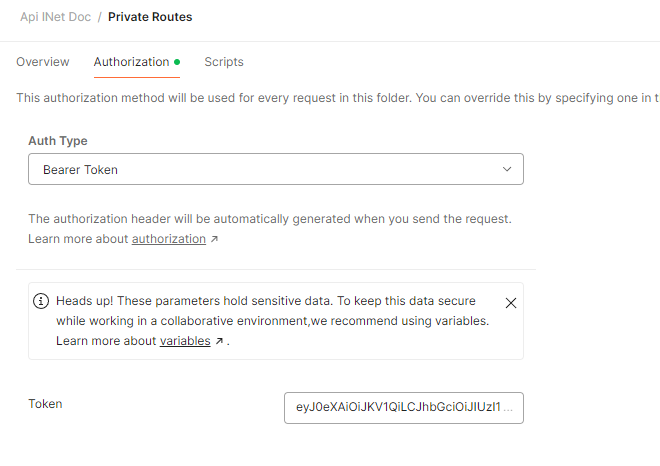 Api INet Doc / Private Routes
Overview Authorization Scripts
This authorization method will be used for every request in this folder. You can override this by specifying one in t
Auth Type
Bearer Token
The authorization header will be automatically generated when you send the request.
Learn more about authorization ↗
Heads up! These parameters hold sensitive data. To keep this data secure
while working in a collaborative environment,we recommend using variables.
Learn more about variables ↗ .
Token eyJ0eXAiOiJKV1QiLCJhbGciOiJIUzI1 ...